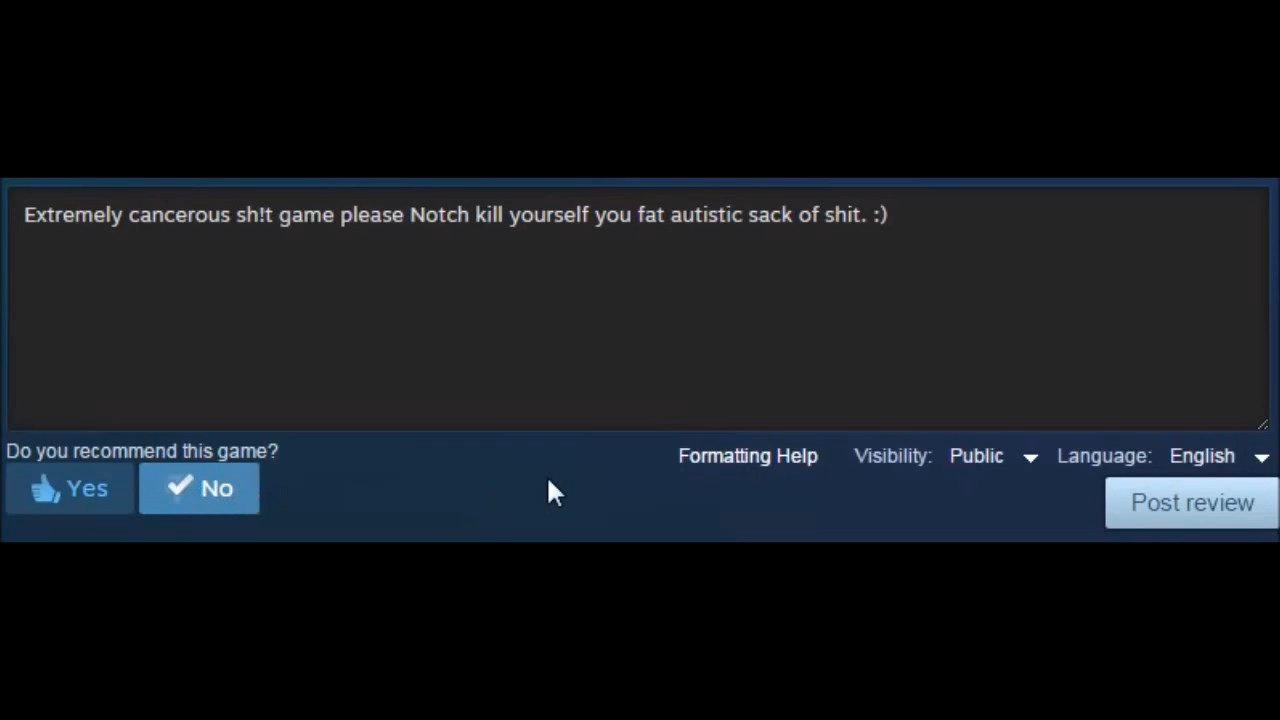 Extremely cancerous sh!t game please Notch kill yourself you fat autistic sack of shit. :)
Do you recommend this game?
Formatting Help Visibility: Public Language: English
Yes No
Post review